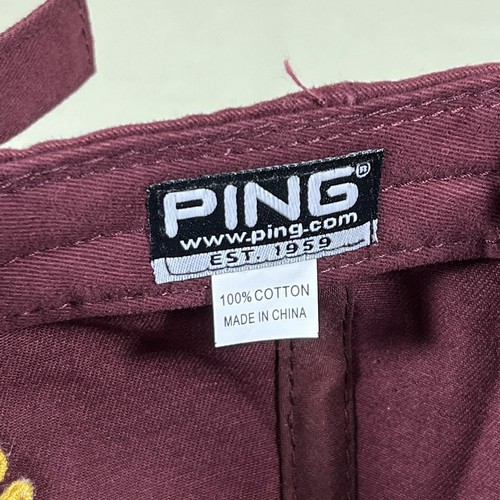 PING®
www.ping.com
EST. 1959
100% COTTON
MADE IN CHINA